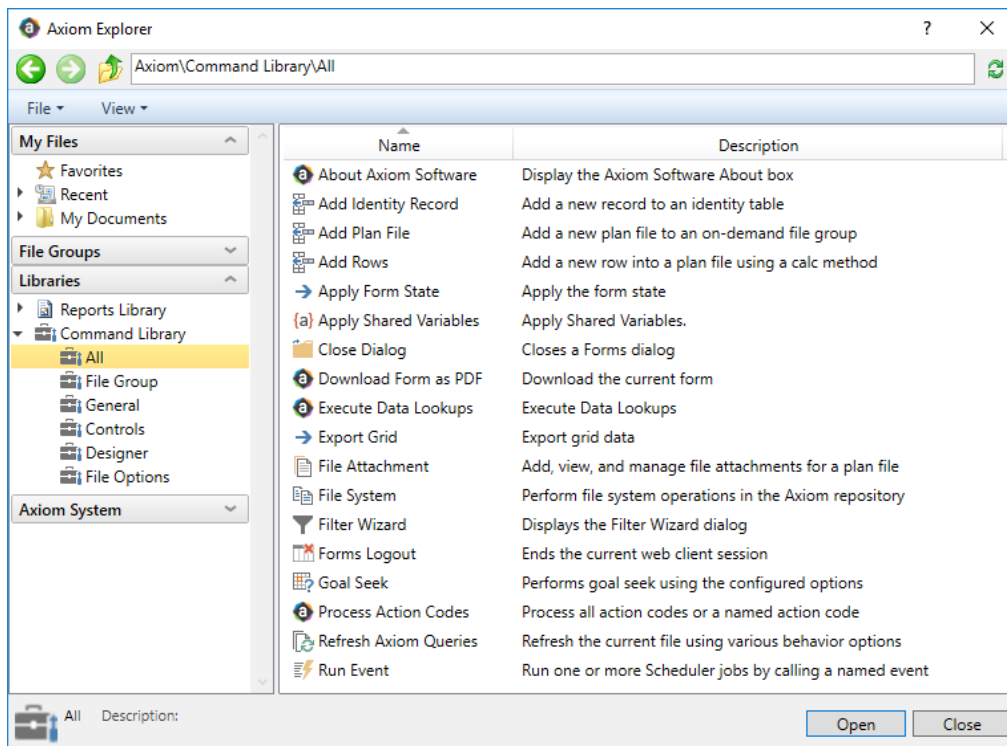 Axiom Explorer
?
Axiom\Command Library\All
File View
My Files
Favorites
Recent
My Documents
File Groups
Libraries
Reports Library
Command Library
All
File Group
General
Controls
Designer
File Options
Axiom System
Name Description
About Axiom Software Display the Axiom Software About box
Add Identity Record Add a new record to an identity table
Add Plan File Add a new plan file to an on-demand file group
Add Rows Add a new row into a plan file using a calc method
Apply Form State Apply the form state
{a} Apply Shared Variables Apply Shared Variables.
Close Dialog Closes a Forms dialog
Download Form as PDF Download the current form
Execute Data Lookups Execute Data Lookups
Export Grid Export grid data
File Attachment Add, view, and manage file attachments for a plan file
File System Perform file system operations in the Axiom repository
Filter Wizard Displays the Filter Wizard dialog
Forms Logout Ends the current web client session
Goal Seek Performs goal seek using the configured options
Process Action Codes Process all action codes or a named action code
Refresh Axiom Queries Refresh the current file using various behavior options
Run Event Run one or more Scheduler jobs by calling a named event
All Description:
Open Close